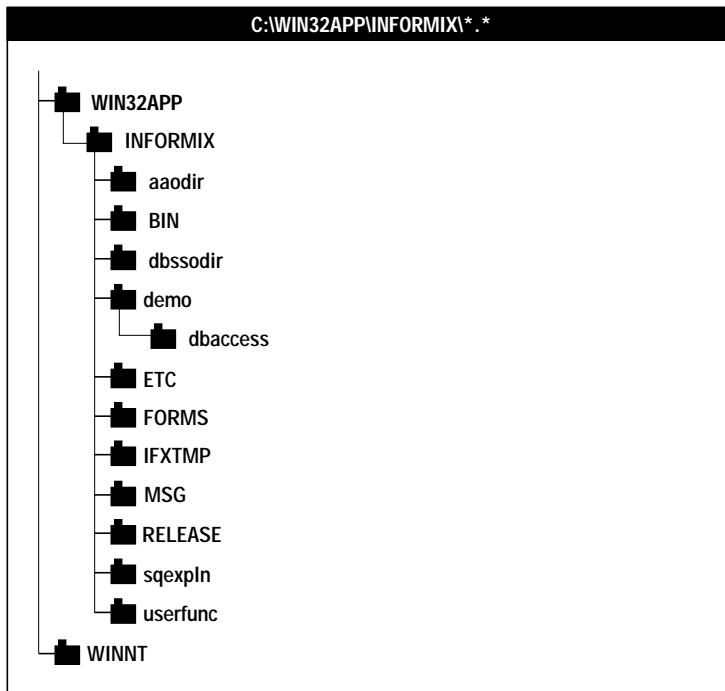 C:\WIN32APP\INFORMIX\*.*
WIN32APP
INFORMIX
aaodir
BIN
dbssodir
demo
dbaccess
ETC
FORMS
IFXTMP
MSG
RELEASE
sqexpln
userfunc
WINNT